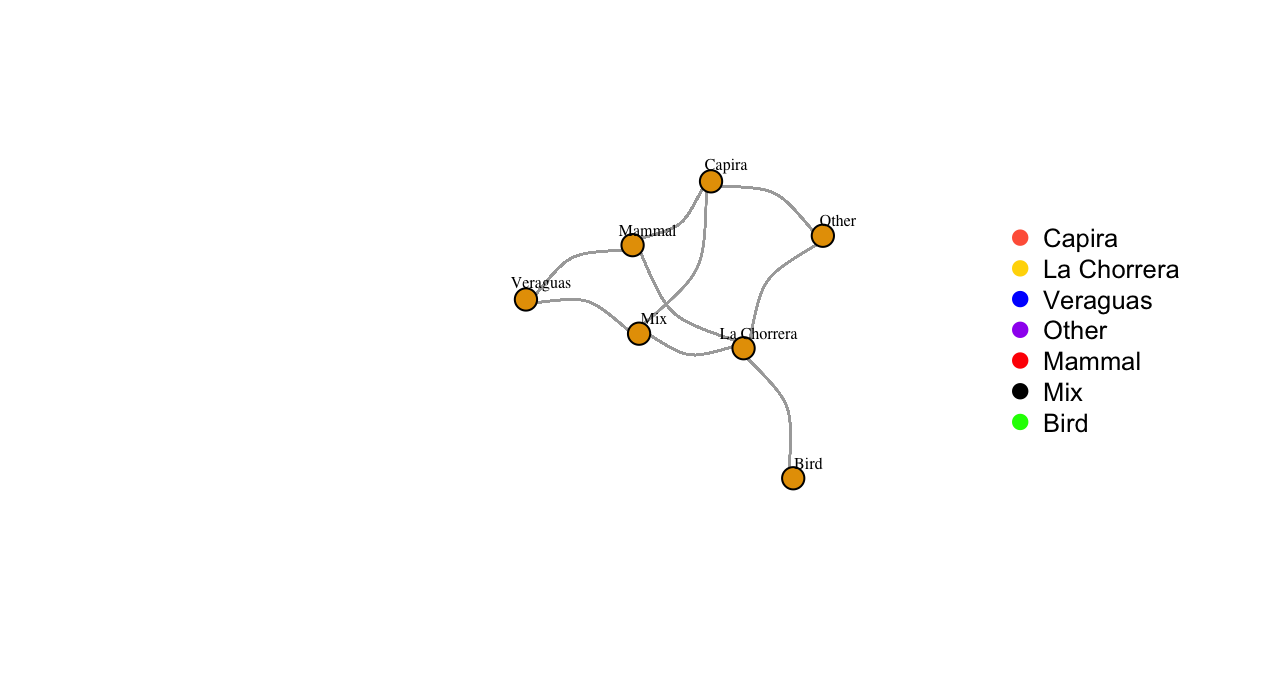 Capira
Other
Mammal
Veraguas
Mix
La Chorrera
Bird
Capira
La Chorrera
Veraguas
Other
Mammal
Mix
Bird